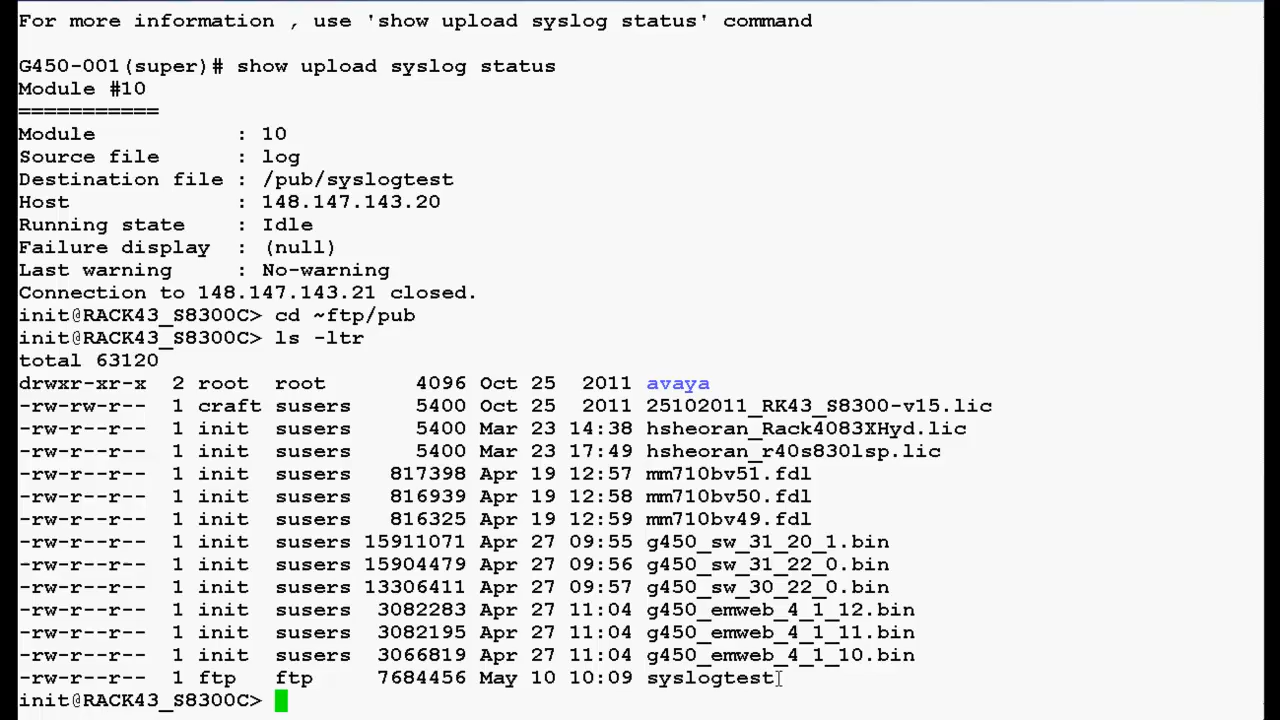 For more information , use 'show upload syslog status' command
G450-001(super)# show upload syslog status
Module #10
===========
Module           : 10
Source file      : log
Destination file : /pub/syslogtest
Host             : 148.147.143.20
Running state    : Idle
Failure display  : (null)
Last warning     : No-warning
Connection to 148.147.143.21 closed.
init@RACK43_S8300C> cd ~ftp/pub
init@RACK43_S8300C> ls -ltr
total 63120
drwxr-xr-x  2 root   root       4096 Oct 25  2011 avaya
-rw-rw-r--  1 craft  susers     5400 Oct 25  2011 25102011_RK43_S8300-v15.lic
-rw-r--r--  1 init   susers     5400 Mar 23 14:38 hsheoran_Rack4083XHyd.lic
-rw-r--r--  1 init   susers     5400 Mar 23 17:49 hsheoran_r40s830lsp.lic
-rw-r--r--  1 init   susers   817398 Apr 19 12:57 mm710bv51.fdl
-rw-r--r--  1 init   susers   816939 Apr 19 12:58 mm710bv50.fdl
-rw-r--r--  1 init   susers   816325 Apr 19 12:59 mm710bv49.fdl
-rw-r--r--  1 init   susers 15911071 Apr 27 09:55 g450_sw_31_20_1.bin
-rw-r--r--  1 init   susers 15904479 Apr 27 09:56 g450_sw_31_22_0.bin
-rw-r--r--  1 init   susers 13306411 Apr 27 09:57 g450_sw_30_22_0.bin
-rw-r--r--  1 init   susers  3082283 Apr 27 11:04 g450_emweb_4_1_12.bin
-rw-r--r--  1 init   susers  3082195 Apr 27 11:04 g450_emweb_4_1_11.bin
-rw-r--r--  1 init   susers  3066819 Apr 27 11:04 g450_emweb_4_1_10.bin
-rw-r--r--  1 ftp    ftp     7684456 May 10 10:09 syslogtest
init@RACK43_S8300C>